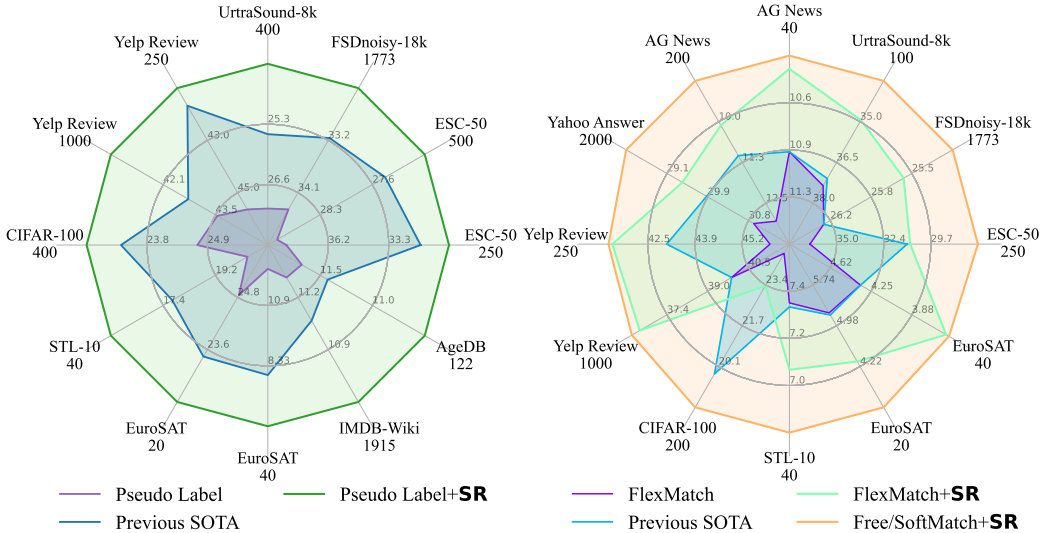 UrtraSound-8k
400
FSDnoisy-18k
1773
Yelp Review
250
ESC-50
500
Yelp Review
1000
ESC-50
250
CIFAR-100
400
AgeDB
122
STL-10
40
IMDB-Wiki
1915
EuroSAT
20
EuroSAT
40
25.3
33.2
43.0
27.6
42.1
26.6
45.0
34.1
43.5
28.3
23.8
24.9
36.2
33.3
19.2
11.5
17.4
24.8
10.9
11.2
11.0
23.6
8.33
10.9
Pseudo Label
Pseudo Label+SR
Previous SOTA
AG News
40
AG News
200
UrtraSound-8k
100
Yahoo Answer
2000
FSDnoisy-18k
1773
Yelp Review
250
ESC-50
250
Yelp Review
1000
EuroSAT
40
CIFAR-200
200
EuroSAT
20
STL-10
40
10.6
10.0
35.0
10.9
11.3
36.5
29.1
25.8
29.9
12.5
11.3
38.0
30.8
26.2
42.5
43.9
45.2
35.0
32.4
29.7
40.5
4.62
39.0
23.4
7.4
5.74
4.25
37.4
21.7
7.2
4.98
3.88
20.1
7.0
4.22
FlexMatch
FlexMatch+SR
Previous SOTA
Free/SoftMatch+SR